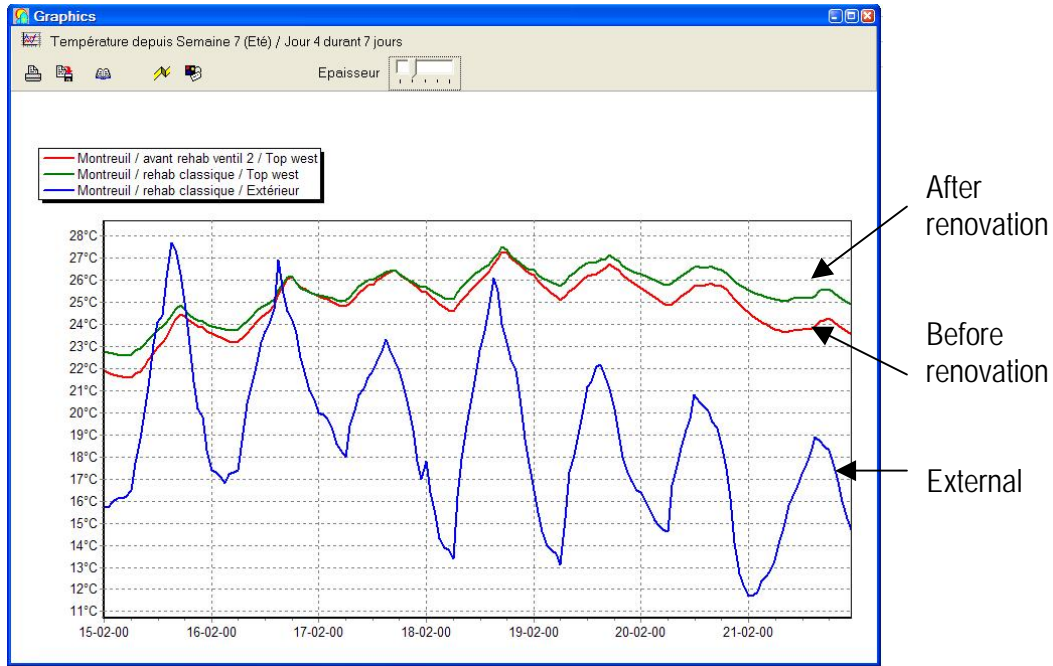 Graphics
Température depuis Semaine 7 (Eté) / Jour 4 durant 7 jours
Epaisseur
Montreuil / avant rehab ventil 2 / Top west
Montreuil / rehab classique / Top west
Montreuil / rehab classique / Extérieur
After
renovation
Before
renovation
External
28°C
27°C
26°C
25°C
24°C
23°C
22°C
21°C
20°C
19°C
18°C
17°C
16°C
15°C
14°C
13°C
12°C
11°C
15-02-00 16-02-00 17-02-00 18-02-00 19-02-00 20-02-00 21-02-00